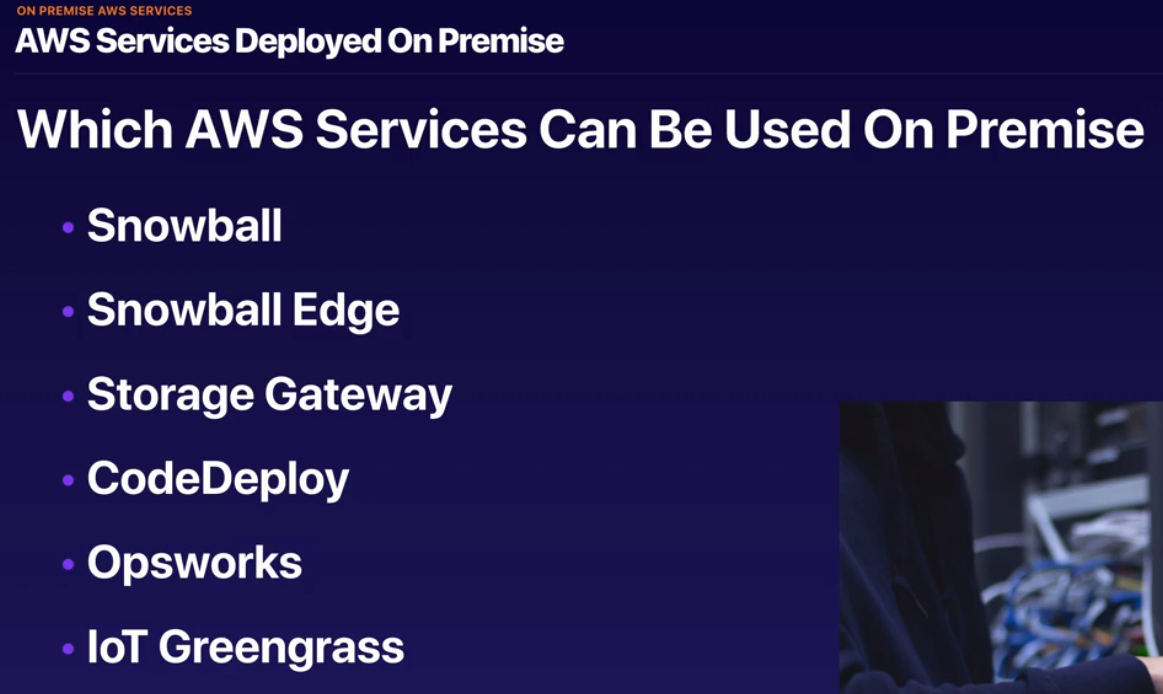 ON PREMISE AWS SERVICES
AWS Services Deployed On Premise
Which AWS Services Can Be Used On Premise
• Snowball
• Snowball Edge
• Storage Gateway
• CodeDeploy
• Opsworks
• IoT Greengrass